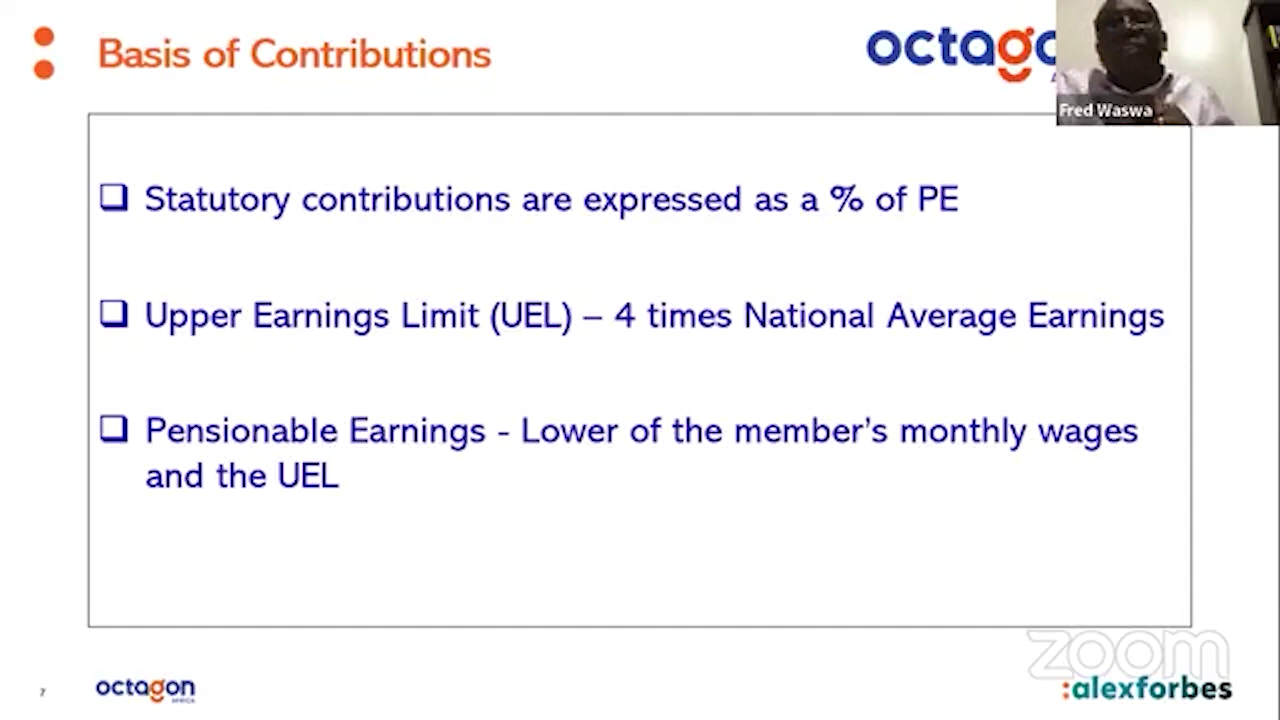 Basis of Contributions
octago
Fred Waswa
❑ Statutory contributions are expressed as a % of PE
❑ Upper Earnings Limit (UEL) – 4 times National Average Earnings
❑ Pensionable Earnings - Lower of the member's monthly wages
and the UEL
zoom
7
octagon
AFRICA
:alexforbes